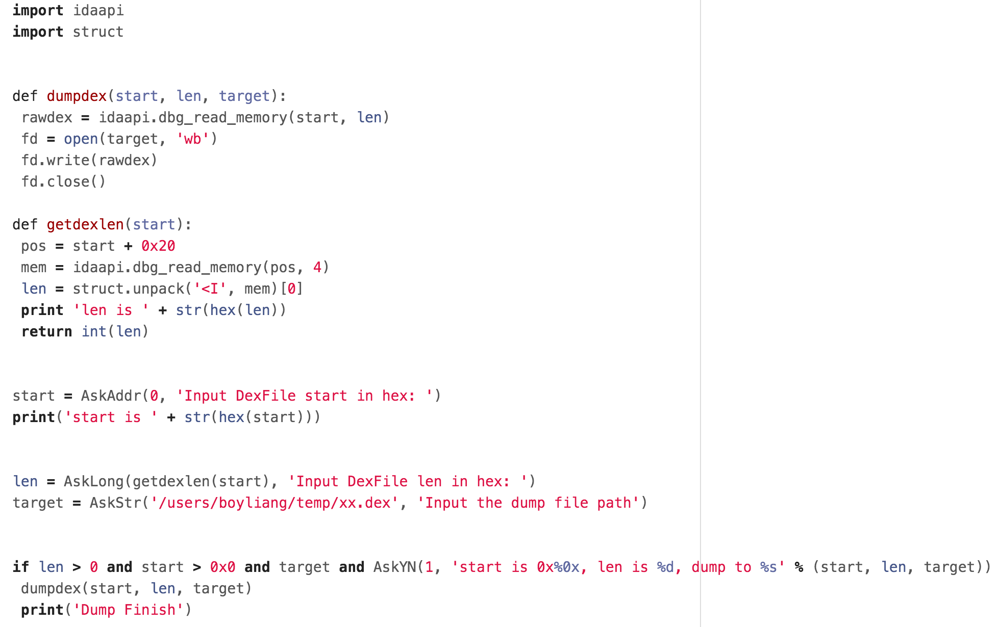 import idaapi
import struct
def dumpdex(start, len, target):
 rawdex = idaapi.dbg_read_memory(start, len)
 fd = open(target, 'wb')
 fd.write(rawdex)
 fd.close()
def getdexlen(start):
 pos = start + 0x20
 mem = idaapi.dbg_read_memory(pos, 4)
 len = struct.unpack('<I', mem)[0]
 print 'len is ' + str(hex(len))
 return int(len)
start = AskAddr(0, 'Input DexFile start in hex: ')
print('start is ' + str(hex(start)))
len = AskLong(getdexlen(start), 'Input DexFile len in hex: ')
target = AskStr('/users/boyliang/temp/xx.dex', 'Input the dump file path')
if len > 0 and start > 0x0 and target and AskYN(1, 'start is 0x%0x, len is %d, dump to %s' % (start, len, target))
 dumpdex(start, len, target)
 print('Dump Finish')